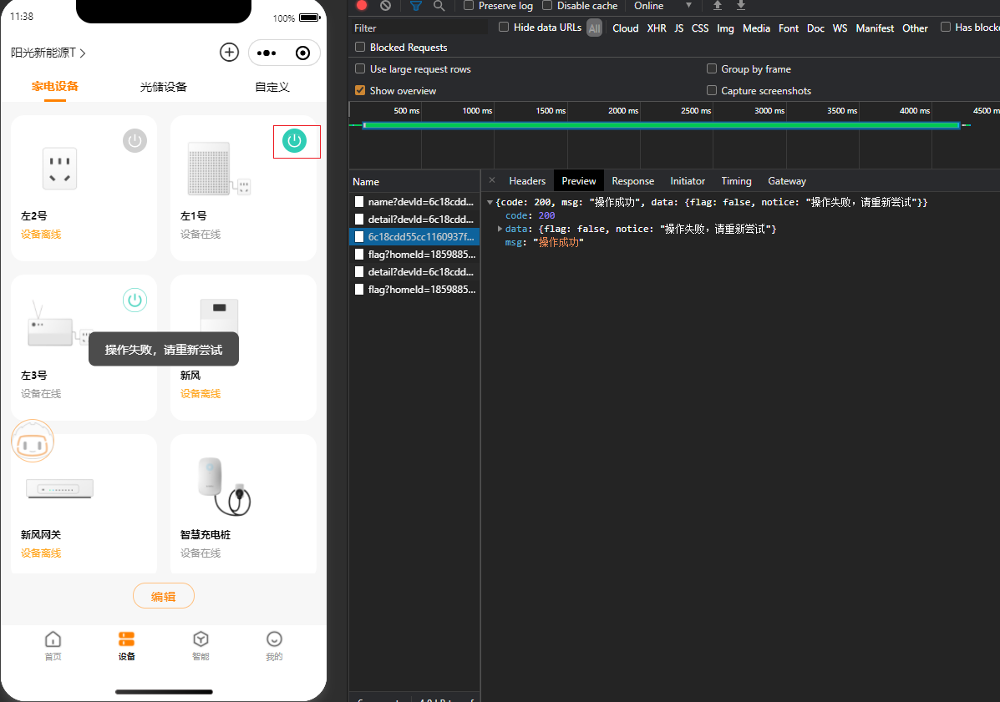 11:38
100%
阳光新能源T
家电设备 光储设备 自定义
左2号
设备离线
左1号
设备在线
左3号
设备在线
新风
设备离线
操作失败，请重新尝试
新风网关
设备离线
智慧充电桩
设备在线
编辑
首页 设备 智能 我的
Preserve log Disable cache Online
Filter Hide data URLs All Cloud XHR JS CSS Img Media Font Doc WS Manifest Other Has blocke
Blocked Requests
Use large request rows Group by frame
Show overview Capture screenshots
500 ms 1000 ms 1500 ms 2000 ms 2500 ms 3000 ms 3500 ms 4000 ms 4500 m
Name
name?devId=6c18cdd...
detail?devId=6c18cdd...
6c18cdd55cc1160937f...
flag?homeId=1859885...
detail?devId=6c18cdd...
flag?homeId=1859885...
× Headers Preview Response Initiator Timing Gateway
{code: 200, msg: "操作成功", data: {flag: false, notice: "操作失败，请重新尝试"}}
code: 200
data: {flag: false, notice: "操作失败，请重新尝试"}
msg: "操作成功"